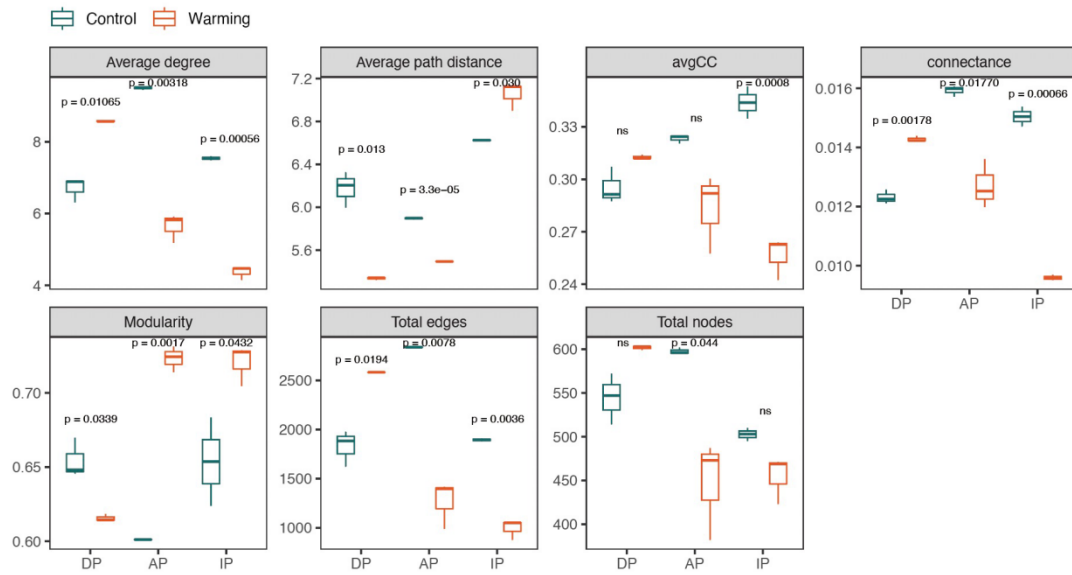 Control Warming
Average degree
Average path distance
avgCC
connectance
p = 0.01065
p = 0.00318
p = 0.00056
8
6
4
p = 0.013
p = 3.3e−05
p = 0.030
7.2
6.8
6.4
6.0
5.6
ns
ns
p = 0.0008
0.33
0.30
0.27
0.24
p = 0.00178
p = 0.01770
p = 0.00066
0.016
0.014
0.012
0.010
DP AP IP
Modularity
Total edges
Total nodes
p = 0.0339
p = 0.0017
p = 0.0432
0.70
0.65
0.60
DP AP IP
p = 0.0194
p = 0.0078
p = 0.0036
2500
2000
1500
1000
DP AP IP
ns
p = 0.044
ns
600
550
500
450
400
DP AP IP